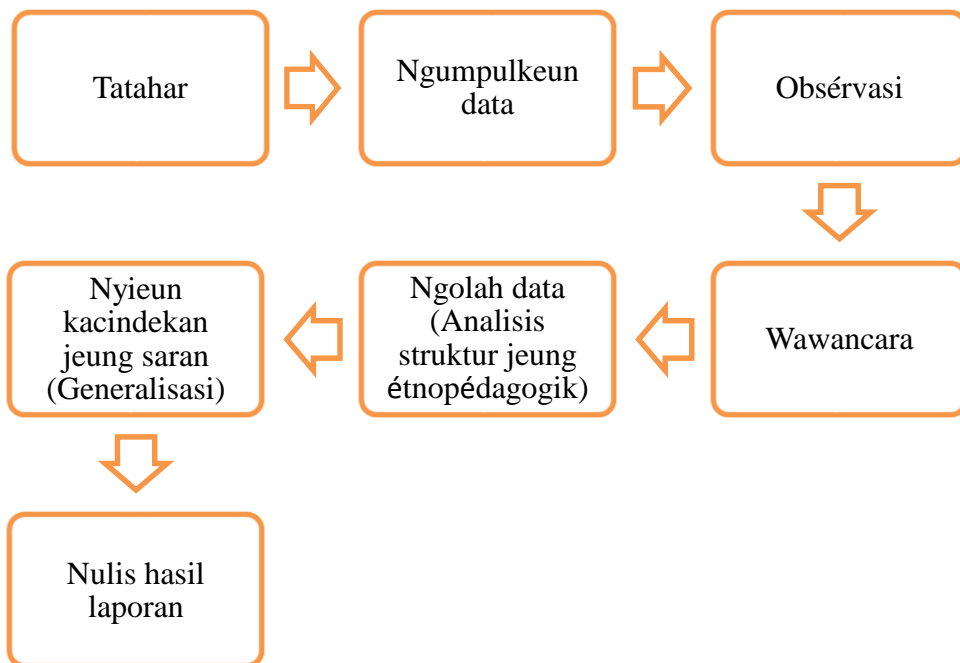 Tatahar
Ngumpulkeun
data
Obsérvasi
Wawancara
Ngolah data
(Analisis
struktur jeung
étnopédagogik)
Nyieun
kacindekan
jeung saran
(Generalisasi)
Nulis hasil
laporan